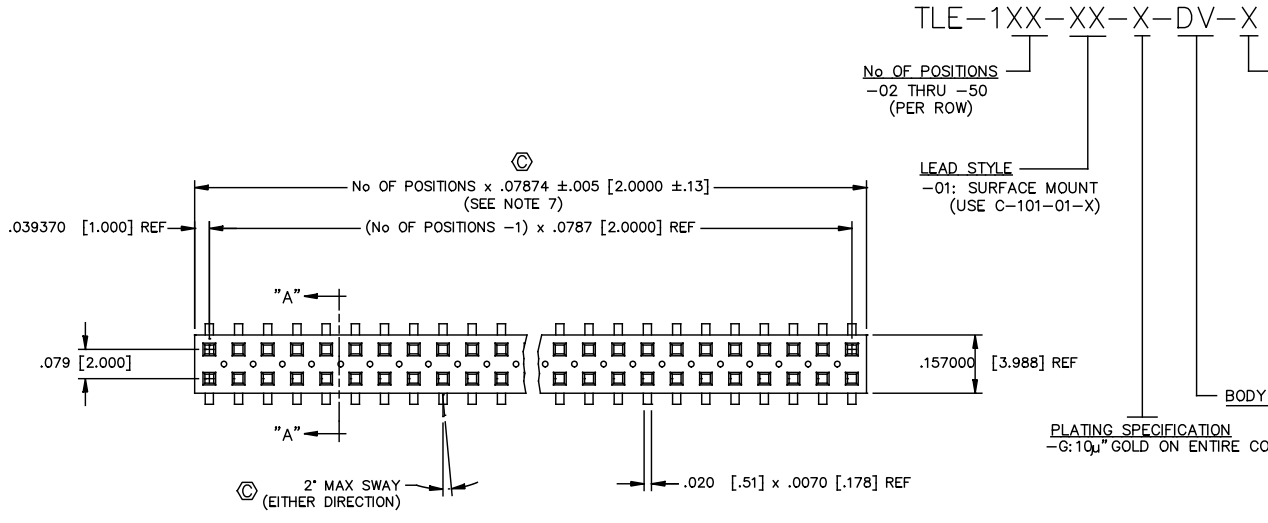 TLE-1XX-XX-X-DV-X
No OF POSITIONS
-02 THRU -50
(PER ROW)
LEAD STYLE
-01: SURFACE MOUNT
(USE C-101-01-X)
C
No OF POSITIONS x .07874 ±.005 [2.0000 ±.13]
(SEE NOTE 7)
.039370 [1.000] REF
(No OF POSITIONS -1) x .0787 [2.0000] REF
"A"
.079 [2.000]
.157000 [3.988] REF
"A"
BODY
PLATING SPECIFICATION
-G: 10µ" GOLD ON ENTIRE CO
C
2° MAX SWAY
(EITHER DIRECTION)
.020 [.51] x .0070 [.178] REF